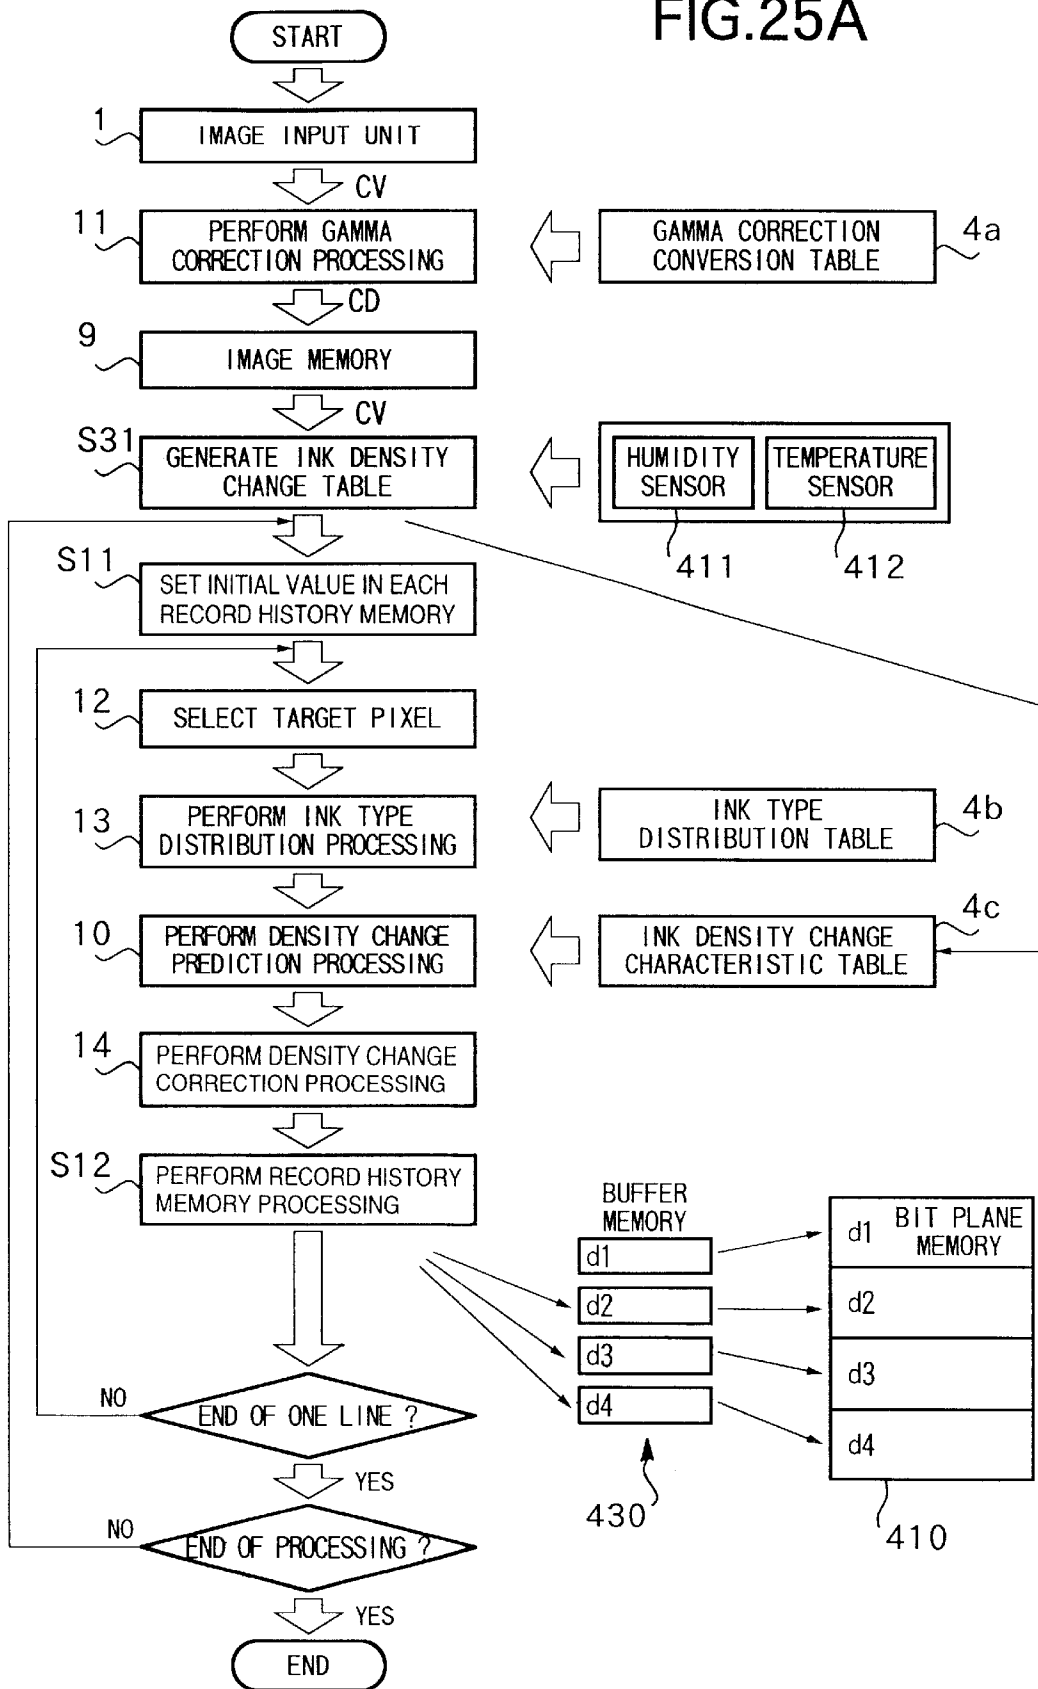 FIG.25A
START
1
IMAGE INPUT UNIT
CV
11
PERFORM GAMMA
CORRECTION PROCESSING
GAMMA CORRECTION
CONVERSION TABLE
4a
CD
9
IMAGE MEMORY
CV
S31
GENERATE INK DENSITY
CHANGE TABLE
HUMIDITY
SENSOR
TEMPERATURE
SENSOR
411
412
S11
SET INITIAL VALUE IN EACH
RECORD HISTORY MEMORY
12
SELECT TARGET PIXEL
13
PERFORM INK TYPE
DISTRIBUTION PROCESSING
INK TYPE
DISTRIBUTION TABLE
4b
10
PERFORM DENSITY CHANGE
PREDICTION PROCESSING
INK DENSITY CHANGE
CHARACTERISTIC TABLE
4c
14
PERFORM DENSITY CHANGE
CORRECTION PROCESSING
S12
PERFORM RECORD HISTORY
MEMORY PROCESSING
BUFFER
MEMORY
d1
d2
d3
d4
430
d1
BIT PLANE
MEMORY
d2
d3
d4
410
NO
END OF ONE LINE ?
YES
NO
END OF PROCESSING ?
YES
END